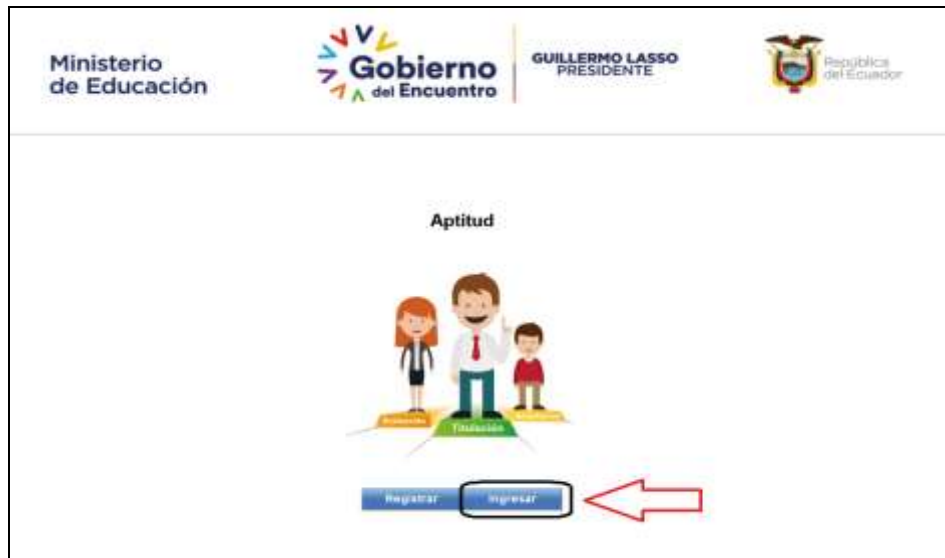 Ministerio
de Educación
Gobierno
del Encuentro
GUILLERMO LASSO
PRESIDENTE
República
del Ecuador
Aptitud
Titulación
Registrar
Ingresar